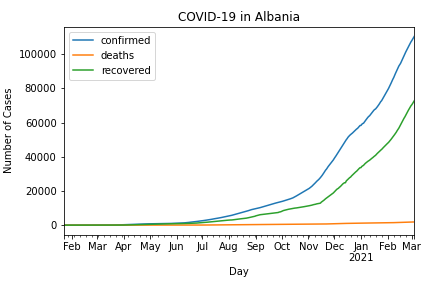 COVID-19 in Albania
confirmed
deaths
recovered
Number of Cases
100000
80000
60000
40000
20000
0
Feb Mar Apr May Jun Jul Aug Sep Oct Nov Dec Jan Feb Mar
2021
Day